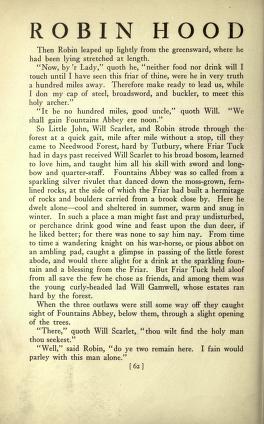 ROBIN HOOD
Then Robin leaped up lightly from the greensward, where he
had been lying stretched at length.
"Now, by 'r Lady," quoth he, "neither food nor drink will I
touch until I have seen this friar of thine, were he in very truth
a hundred miles away. Therefore make ready to lead us, while
I don my cap of steel, broadsword, and buckler, to meet this
holy archer."
"It be no hundred miles, good uncle," quoth Will. "We
shall gain Fountains Abbey ere noon."
So Little John, Will Scarlet, and Robin strode through the
forest at a quick gait, mile after mile without a stop, till they
came to Needwood Forest, hard by Tutbury, where Friar Tuck
had in days past received Will Scarlet to his broad bosom, learned
to love him, and taught him all his skill with sword and long-
bow and quarter-staff. Fountains Abbey was so called from a
sparkling silver rivulet that danced down the moss-grown, fern-
lined rocks, at the side of which the Friar had built a hermitage
of rocks and boulders carried from a brook close by. Here he
dwelt alone—cool and sheltered in summer, warm and snug in
winter. In such a place a man might fast and pray undisturbed,
or perchance drink good wine and feast upon the dun deer, if
he liked better; for there was none to say him nay. From time
to time a wandering knight on his war-horse, or pious abbot on
an ambling pad, caught a glimpse in passing of the little forest
abode, and would there alight for a drink at the sparkling foun-
tain and a blessing from the Friar. But Friar Tuck held aloof
from all save the few he chose as friends, and among them was
the young curly-headed lad Will Gamwell, whose estates ran
hard by the forest.
When the three outlaws were still some way off they caught
sight of Fountains Abbey, below them, through a slight opening
of the trees.
"There," quoth Will Scarlet, "thou wilt find the holy man
thou seekest."
"Well," said Robin, "do ye two remain here. I fain would
parley with this man alone."
[62]